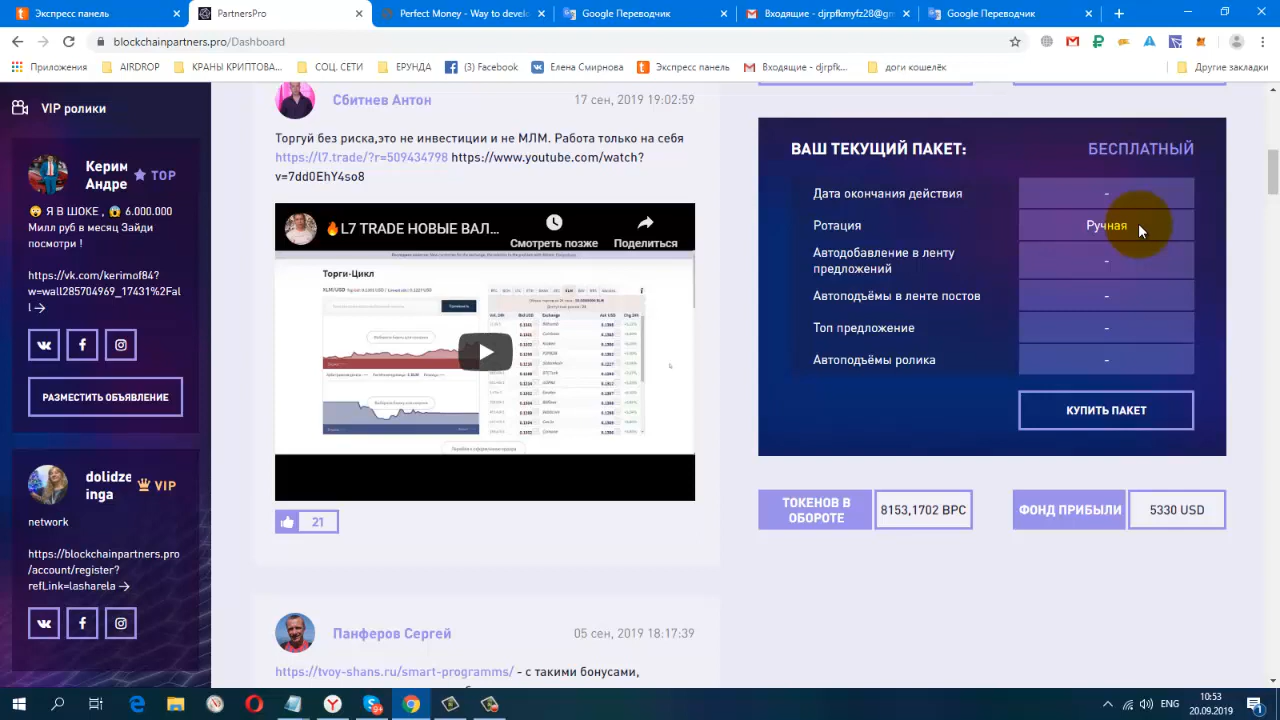 Экспресс панель
PartnersPro
Perfect Money - Way to develo
Google Переводчик
Входящие - djrpfkmyfz28@gm
Google Переводчик
blockchainpartners.pro/Dashboard
Приложения
AIRDROP
КРАНЫ КРИПТОВА...
СОЦ. СЕТИ
ЕРУНДА
(3) Facebook
Елена Смирнова
Экспресс панель
Входящие - djrpfk...
доги кошелёк
Другие закладки
VIP ролики
Керим
Андре
TOP
Я В ШОКЕ , 6.000.000
Милл руб в месяц Зайди
посмотри !
https://vk.com/kerimof84?
w=wall285704969_17431%2Fal
l →
РАЗМЕСТИТЬ ОБЪЯВЛЕНИЕ
dolidze
inga
VIP
network
https://blockchainpartners.pro
/account/register?
refLink=lasharela →
Сбитнев Антон
17 сен, 2019 19:02:59
Торгуй без риска,это не инвестиции и не МЛМ. Работа только на себя
https://l7.trade/?r=509434798 https://www.youtube.com/watch?
v=7dd0EhY4so8
L7 TRADE НОВЫЕ ВАЛ...
Смотреть позже
Поделиться
Торги-Цикл
21
Панферов Сергей
05 сен, 2019 18:17:39
https://tvoy-shans.ru/smart-programms/ - с такими бонусами,
ВАШ ТЕКУЩИЙ ПАКЕТ:
БЕСПЛАТНЫЙ
Дата окончания действия
-
Ротация
Ручная
Автодобавление в ленту
предложений
-
Автоподъёмы в ленте постов
-
Топ предложение
-
Автоподъёмы ролика
-
КУПИТЬ ПАКЕТ
ТОКЕНОВ В
ОБОРОТЕ
8153,1702 BPC
ФОНД ПРИБЫЛИ
5330 USD
ENG
10:53
20.09.2019